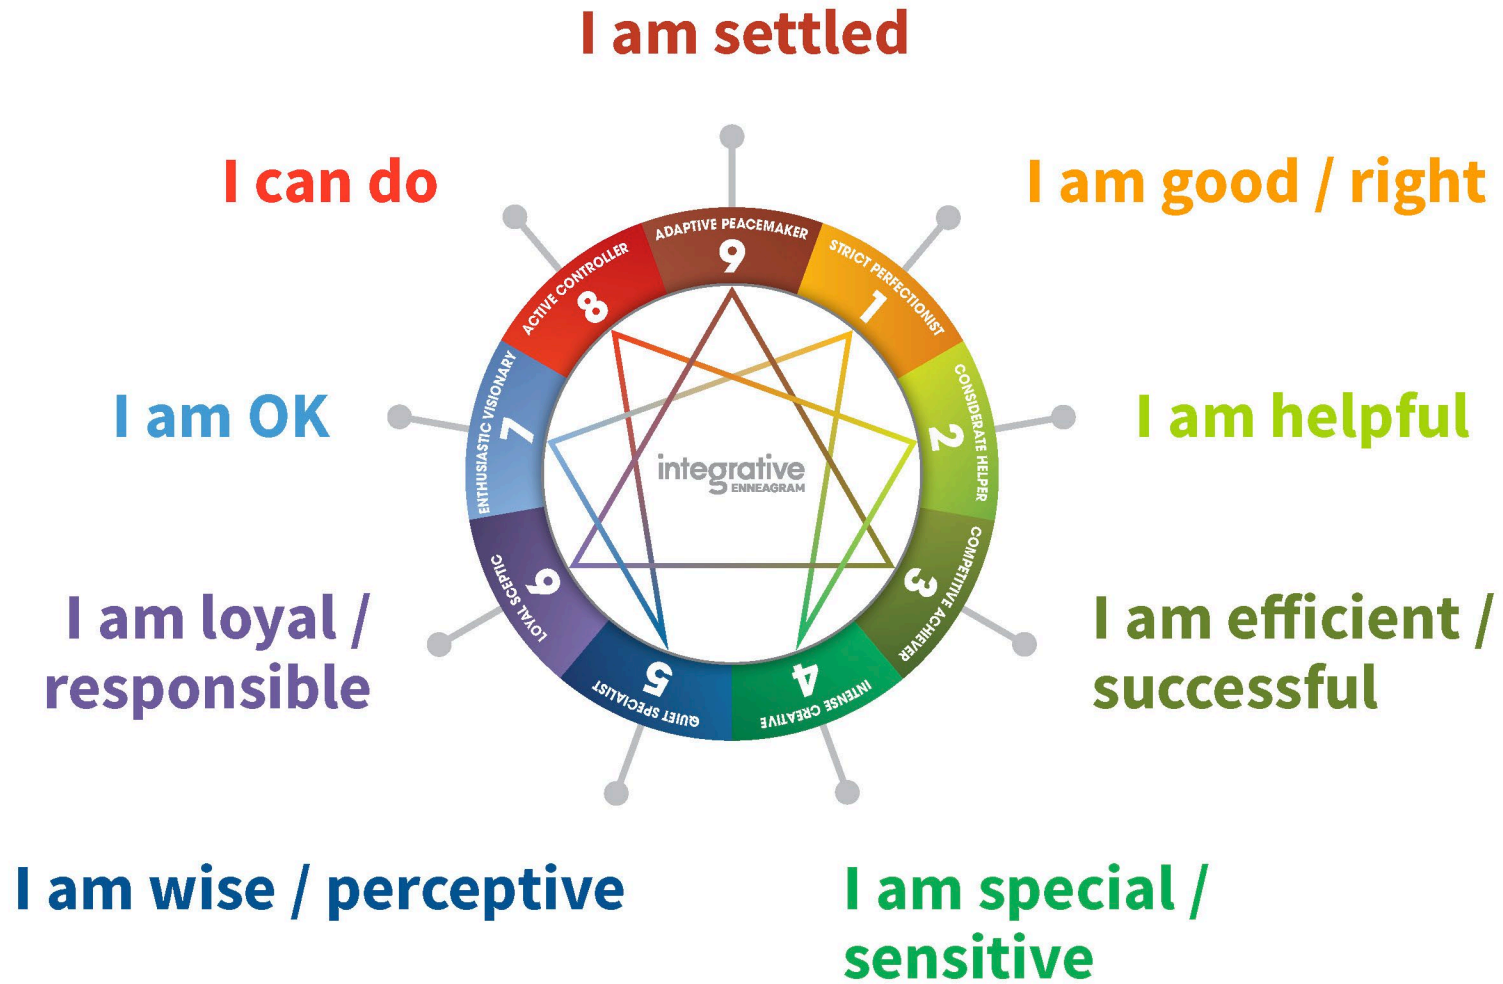 I am settled
I can do
I am good / right
ADAPTIVE PEACEMAKER
9
ACTIVE CONTROLLER
8
STRICT PERFECTIONIST
1
I am OK
ENTHUSIASTIC VISIONARY
7
CONSIDERATE HELPER
2
I am helpful
integrative
ENNEAGRAM
I am loyal /
responsible
LOYAL SCEPTIC
6
COMPETITIVE ACHIEVER
3
I am efficient /
successful
QUIET SPECIALIST
5
INTENSE CREATIVE
4
I am wise / perceptive
I am special /
sensitive